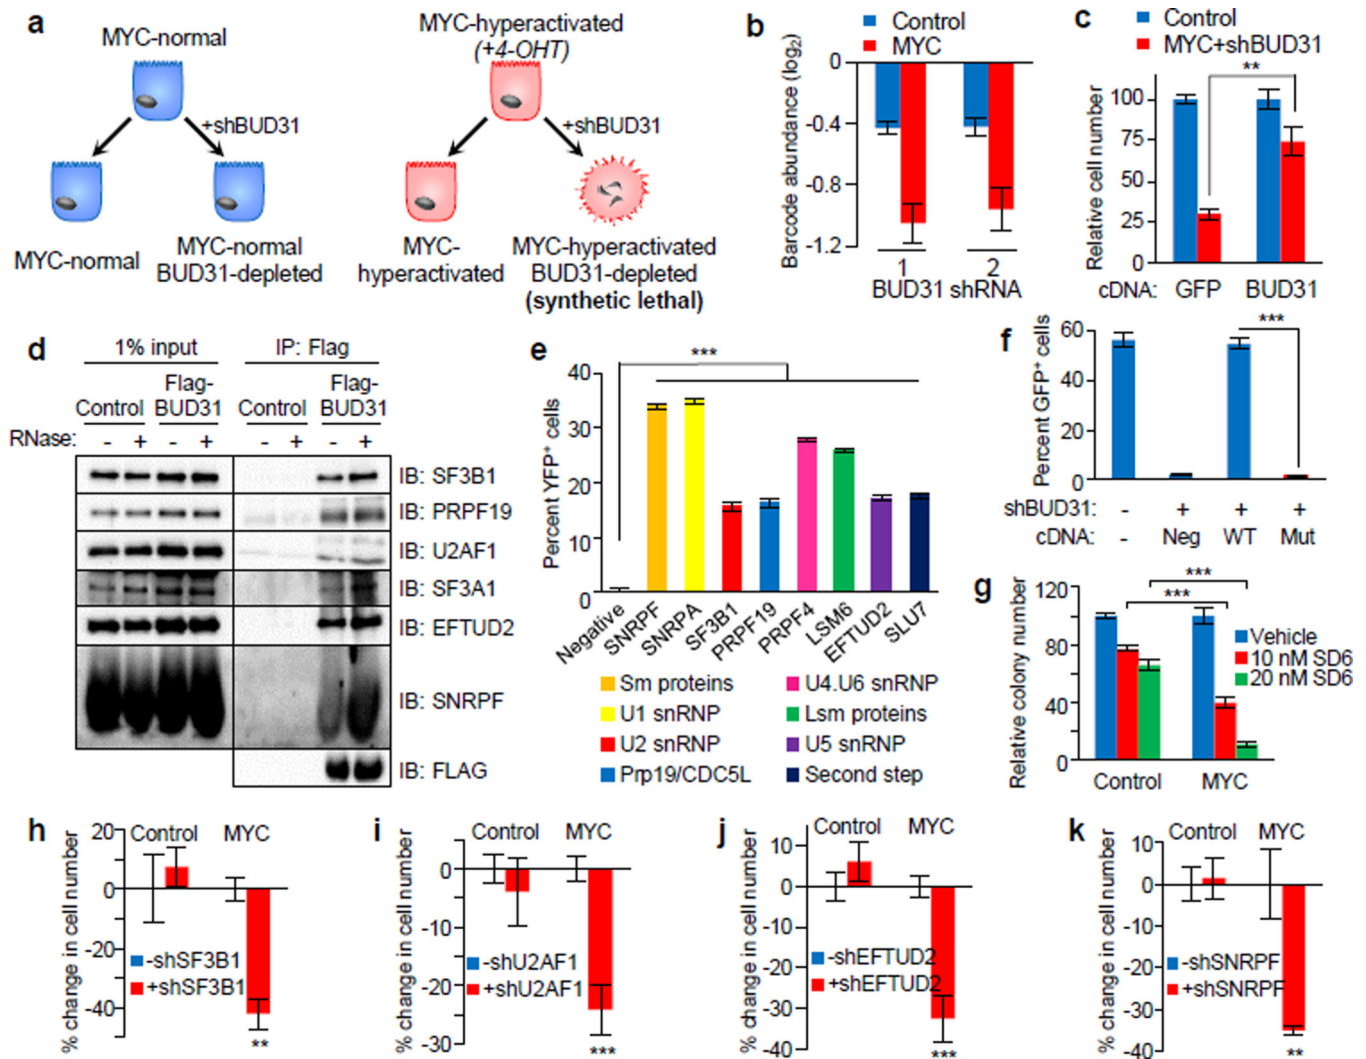 a
MYC-normal
+shBUD31
MYC-normal
MYC-normal
BUD31-depleted
MYC-hyperactivated
(+4-OHT)
+shBUD31
MYC-
hyperactivated
MYC-hyperactivated
BUD31-depleted
(synthetic lethal)
b
Control
MYC
Barcode abundance (log2)
0
-0.4
-0.8
-1.2
1 2
BUD31 shRNA
c
Control
MYC+shBUD31
**
Relative cell number
100
75
50
25
0
cDNA: GFP BUD31
d
1% input IP: Flag
Control Flag-BUD31 Control Flag-BUD31
RNase: - + - + - + - +
IB: SF3B1
IB: PRPF19
IB: U2AF1
IB: SF3A1
IB: EFTUD2
IB: SNRPF
IB: FLAG
e
***
Percent YFP+ cells
40
30
20
10
0
Negative
SNRPF
SNRPA
SF3B1
PRPF19
PRPF4
LSM6
EFTUD2
SLU7
Sm proteins
U1 snRNP
U2 snRNP
Prp19/CDC5L
U4.U6 snRNP
Lsm proteins
U5 snRNP
Second step
f
***
Percent GFP+ cells
60
40
20
0
shBUD31: - + + +
cDNA: - Neg WT Mut
g
***
***
Relative colony number
120
80
40
0
Control MYC
Vehicle
10 nM SD6
20 nM SD6
h
Control MYC
% change in cell number
20
0
-20
-40
-shSF3B1
+shSF3B1
**
i
Control MYC
% change in cell number
0
-10
-20
-30
-shU2AF1
+shU2AF1
***
j
Control MYC
% change in cell number
10
0
-10
-20
-30
-40
-shEFTUD2
+shEFTUD2
***
k
Control MYC
% change in cell number
10
0
-10
-20
-30
-40
-shSNRPF
+shSNRPF
**